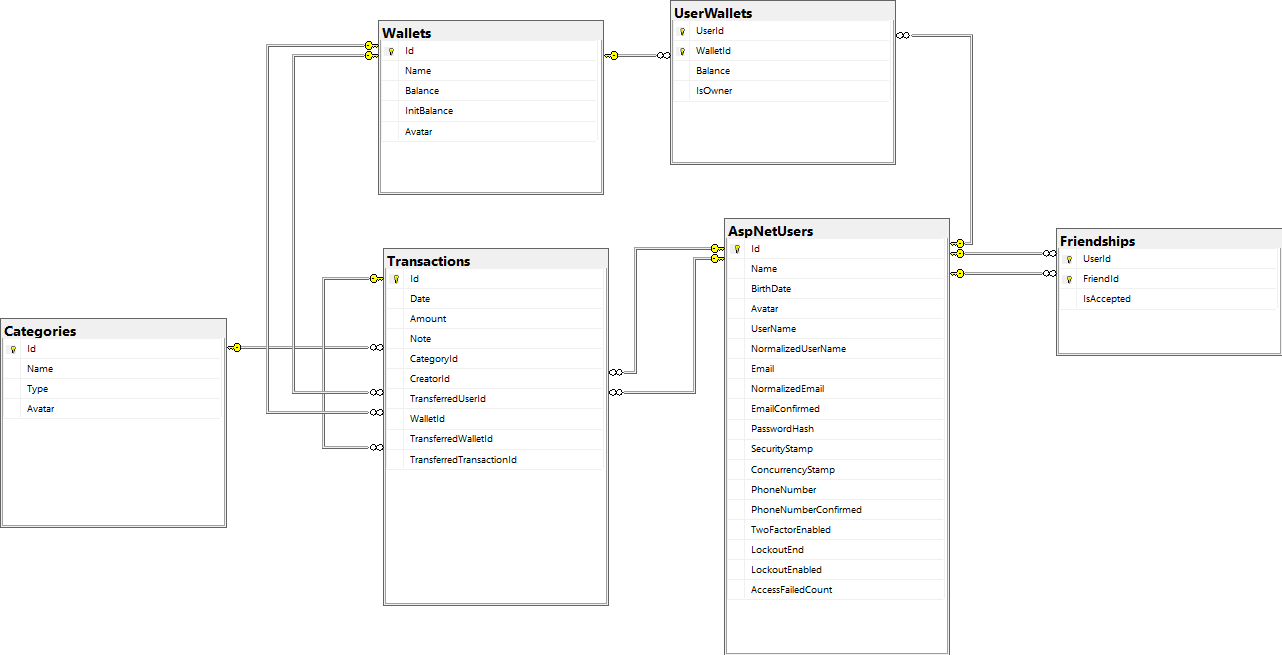 Wallets
Id
Name
Balance
InitBalance
Avatar
UserWallets
UserId
WalletId
Balance
IsOwner
Transactions
Id
Date
Amount
Note
CategoryId
CreatorId
TransferredUserId
WalletId
TransferredWalletId
TransferredTransactionId
AspNetUsers
Id
Name
BirthDate
Avatar
UserName
NormalizedUserName
Email
NormalizedEmail
EmailConfirmed
PasswordHash
SecurityStamp
ConcurrencyStamp
PhoneNumber
PhoneNumberConfirmed
TwoFactorEnabled
LockoutEnd
LockoutEnabled
AccessFailedCount
Friendships
UserId
FriendId
IsAccepted
Categories
Id
Name
Type
Avatar